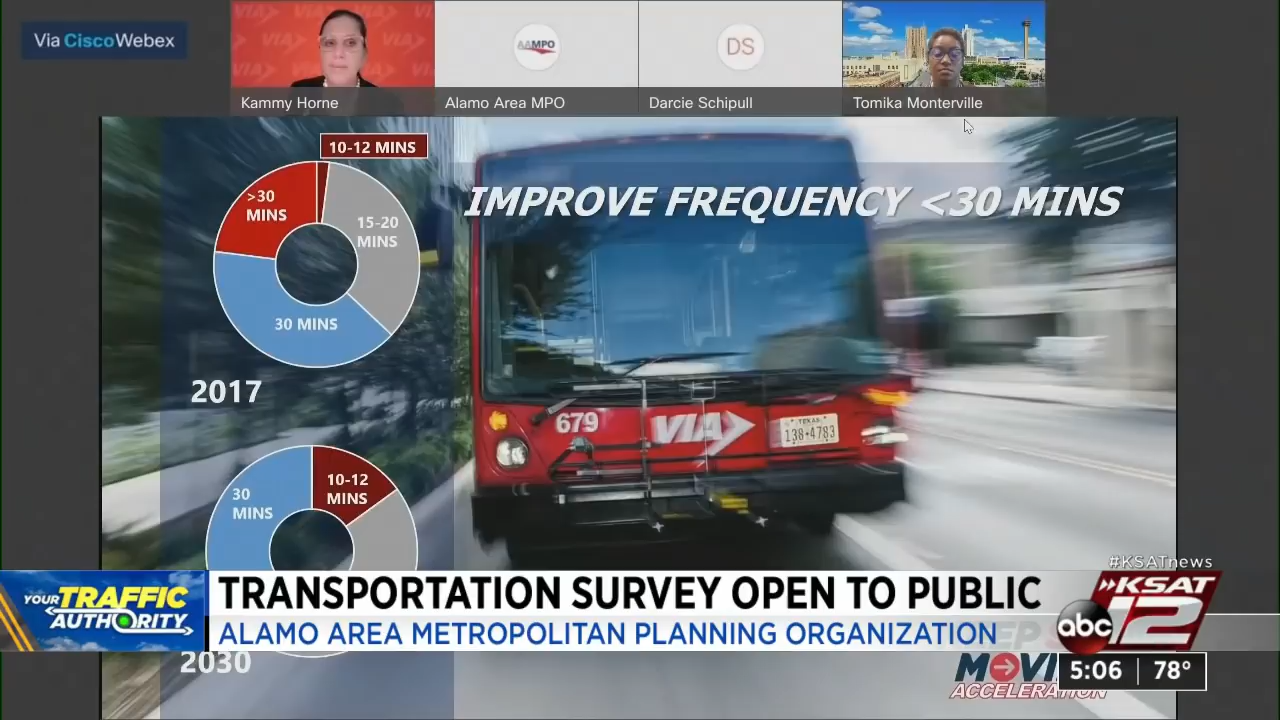 Via CiscoWebex
AAMPO
DS
Kammy Horne
Alamo Area MPO
Darcie Schipull
Tomika Monterville
10-12 MINS
>30
MINS
15-20
MINS
30 MINS
2017
IMPROVE FREQUENCY <30 MINS
679
VIA
TEXAS
138•4783
30
MINS
10-12
MINS
#KSATnews
YOUR TRAFFIC
AUTHORITY
TRANSPORTATION SURVEY OPEN TO PUBLIC
ALAMO AREA METROPOLITAN PLANNING ORGANIZATION
KSAT
abc 12
2030
5:06 78°
ACCELERATION